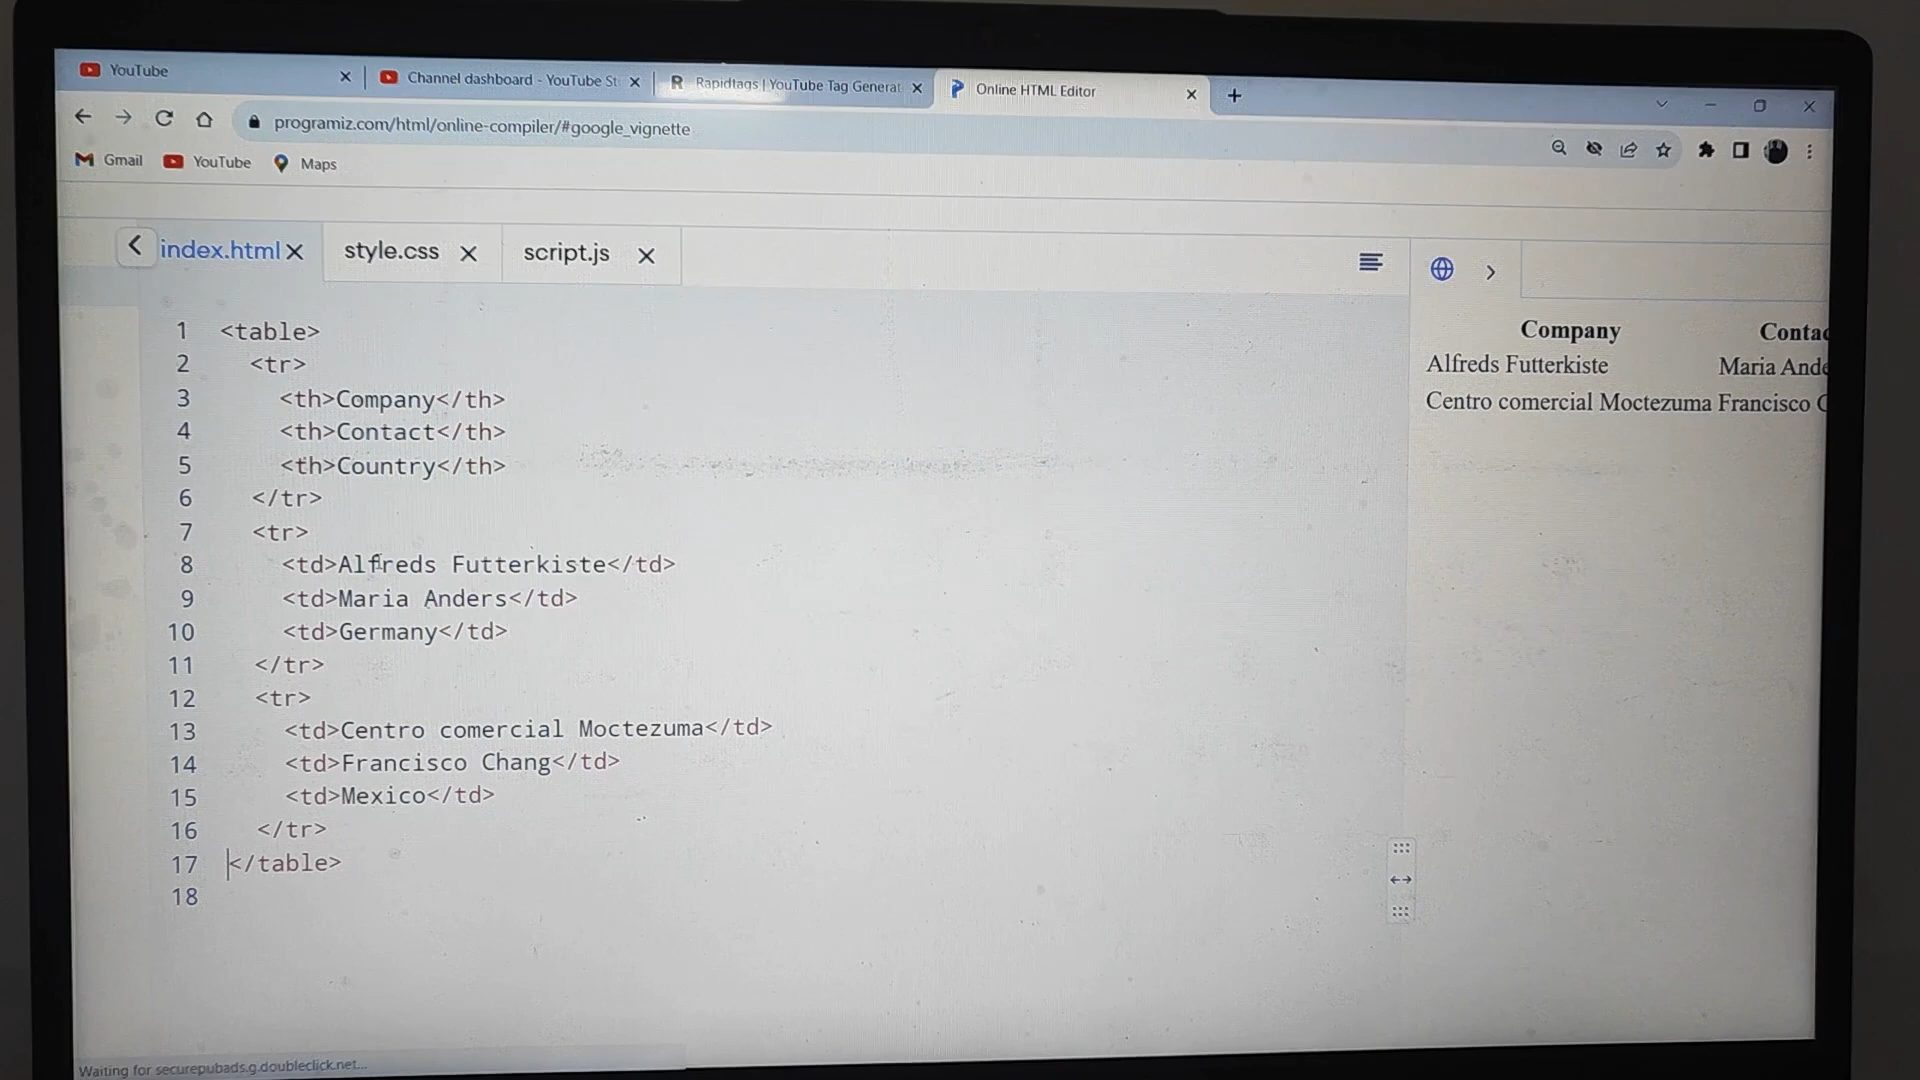 YouTube
Channel dashboard - YouTube St
Rapidtags | YouTube Tag Generat
Online HTML Editor
programiz.com/html/online-compiler/#google_vignette
Gmail
YouTube
Maps
index.html
style.css
script.js
1 <table>
2 <tr>
3 <th>Company</th>
4 <th>Contact</th>
5 <th>Country</th>
6 </tr>
7 <tr>
8 <td>Alfreds Futterkiste</td>
9 <td>Maria Anders</td>
10 <td>Germany</td>
11 </tr>
12 <tr>
13 <td>Centro comercial Moctezuma</td>
14 <td>Francisco Chang</td>
15 <td>Mexico</td>
16 </tr>
17 </table>
18
Company Contac
Alfreds Futterkiste Maria Ande
Centro comercial Moctezuma Francisco C
Waiting for securepubads.g.doubleclick.net...